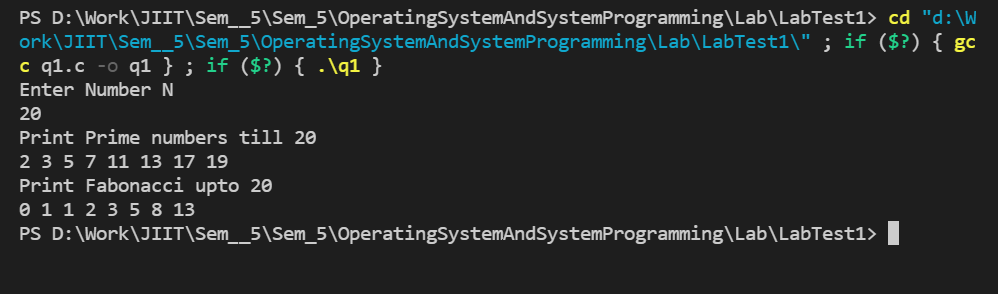 PS D:\Work\JIIT\Sem__5\Sem_5\OperatingSystemAndSystemProgramming\Lab\LabTest1> cd "d:\W
ork\JIIT\Sem__5\Sem_5\OperatingSystemAndSystemProgramming\Lab\LabTest1\" ; if ($?) { gc
c q1.c -o q1 } ; if ($?) { .\q1 }
Enter Number N
20
Print Prime numbers till 20
2 3 5 7 11 13 17 19
Print Fabonacci upto 20
0 1 1 2 3 5 8 13
PS D:\Work\JIIT\Sem__5\Sem_5\OperatingSystemAndSystemProgramming\Lab\LabTest1>